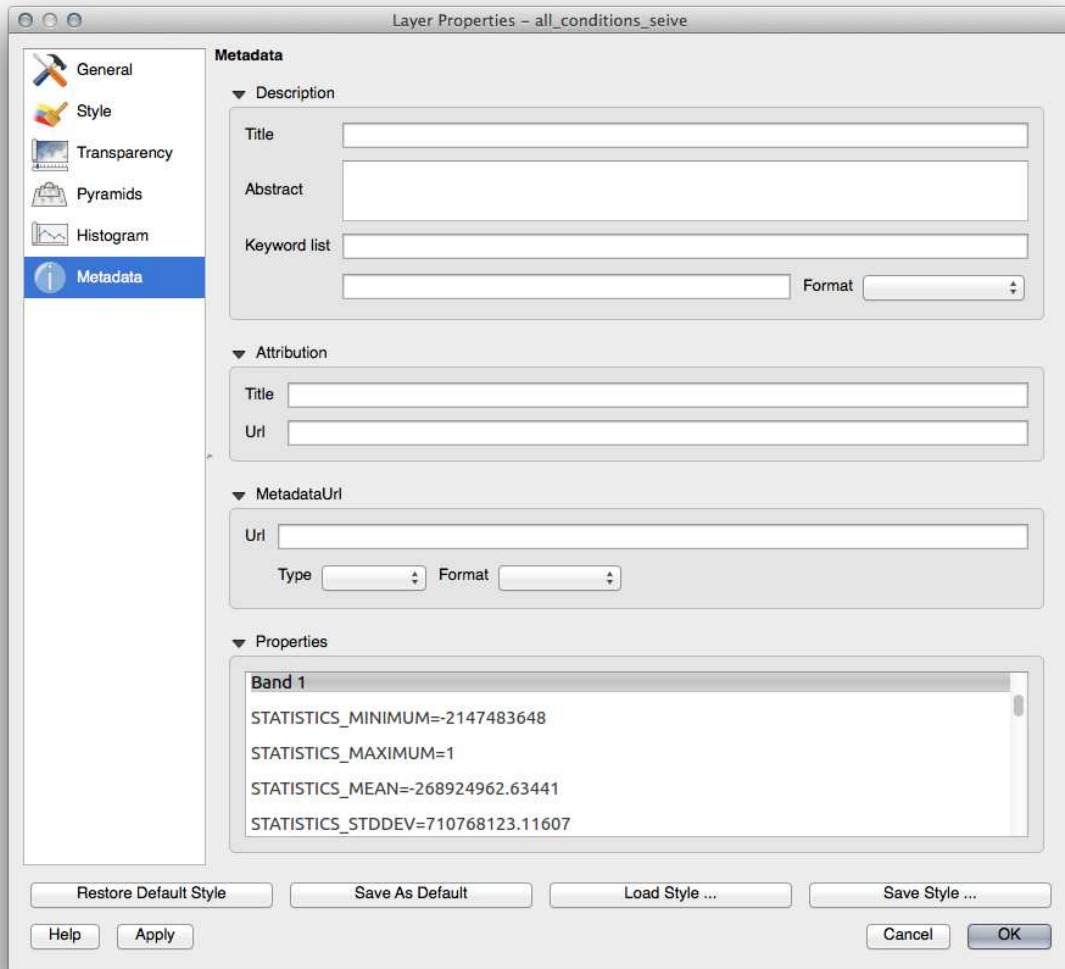 Layer Properties – all_conditions_seive
General
Style
Transparency
Pyramids
Histogram
Metadata
Metadata
Description
Title
Abstract
Keyword list
Format
Attribution
Title
Url
MetadataUrl
Url
Type Format
Properties
Band 1
STATISTICS_MINIMUM=-2147483648
STATISTICS_MAXIMUM=1
STATISTICS_MEAN=-268924962.63441
STATISTICS_STDDEV=710768123.11607
Restore Default Style Save As Default Load Style ... Save Style ...
Help Apply Cancel OK